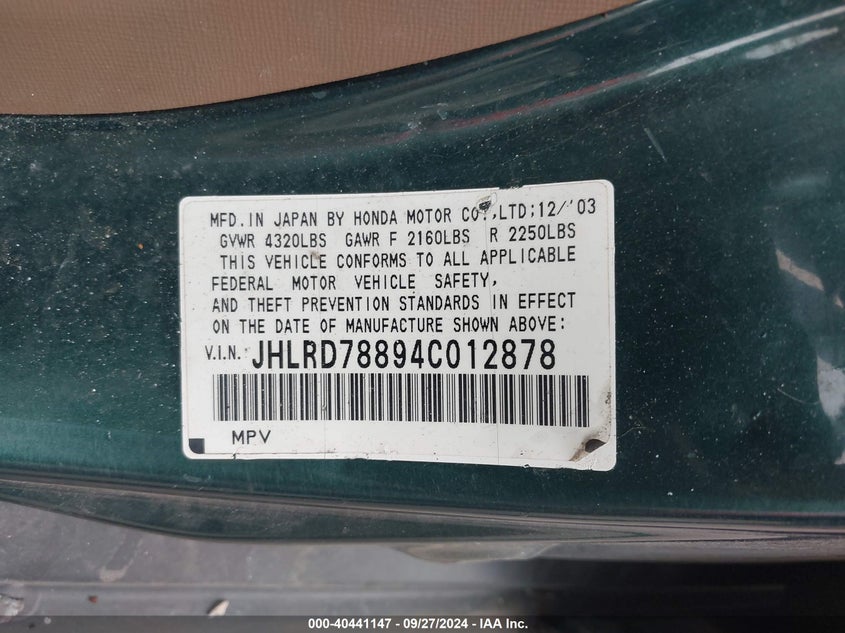 MFD. IN JAPAN BY HONDA MOTOR CO.,LTD; 12/'03
GVWR 4320LBS GAWR F 2160LBS R 2250LBS
THIS VEHICLE CONFORMS TO ALL APPLICABLE
FEDERAL MOTOR VEHICLE SAFETY,
AND THEFT PREVENTION STANDARDS IN EFFECT
ON THE DATE OF MANUFACTURE SHOWN ABOVE:
V.I.N. JHLRD78894C012878
MPV
000-40441147 - 09/27/2024 - IAA Inc.